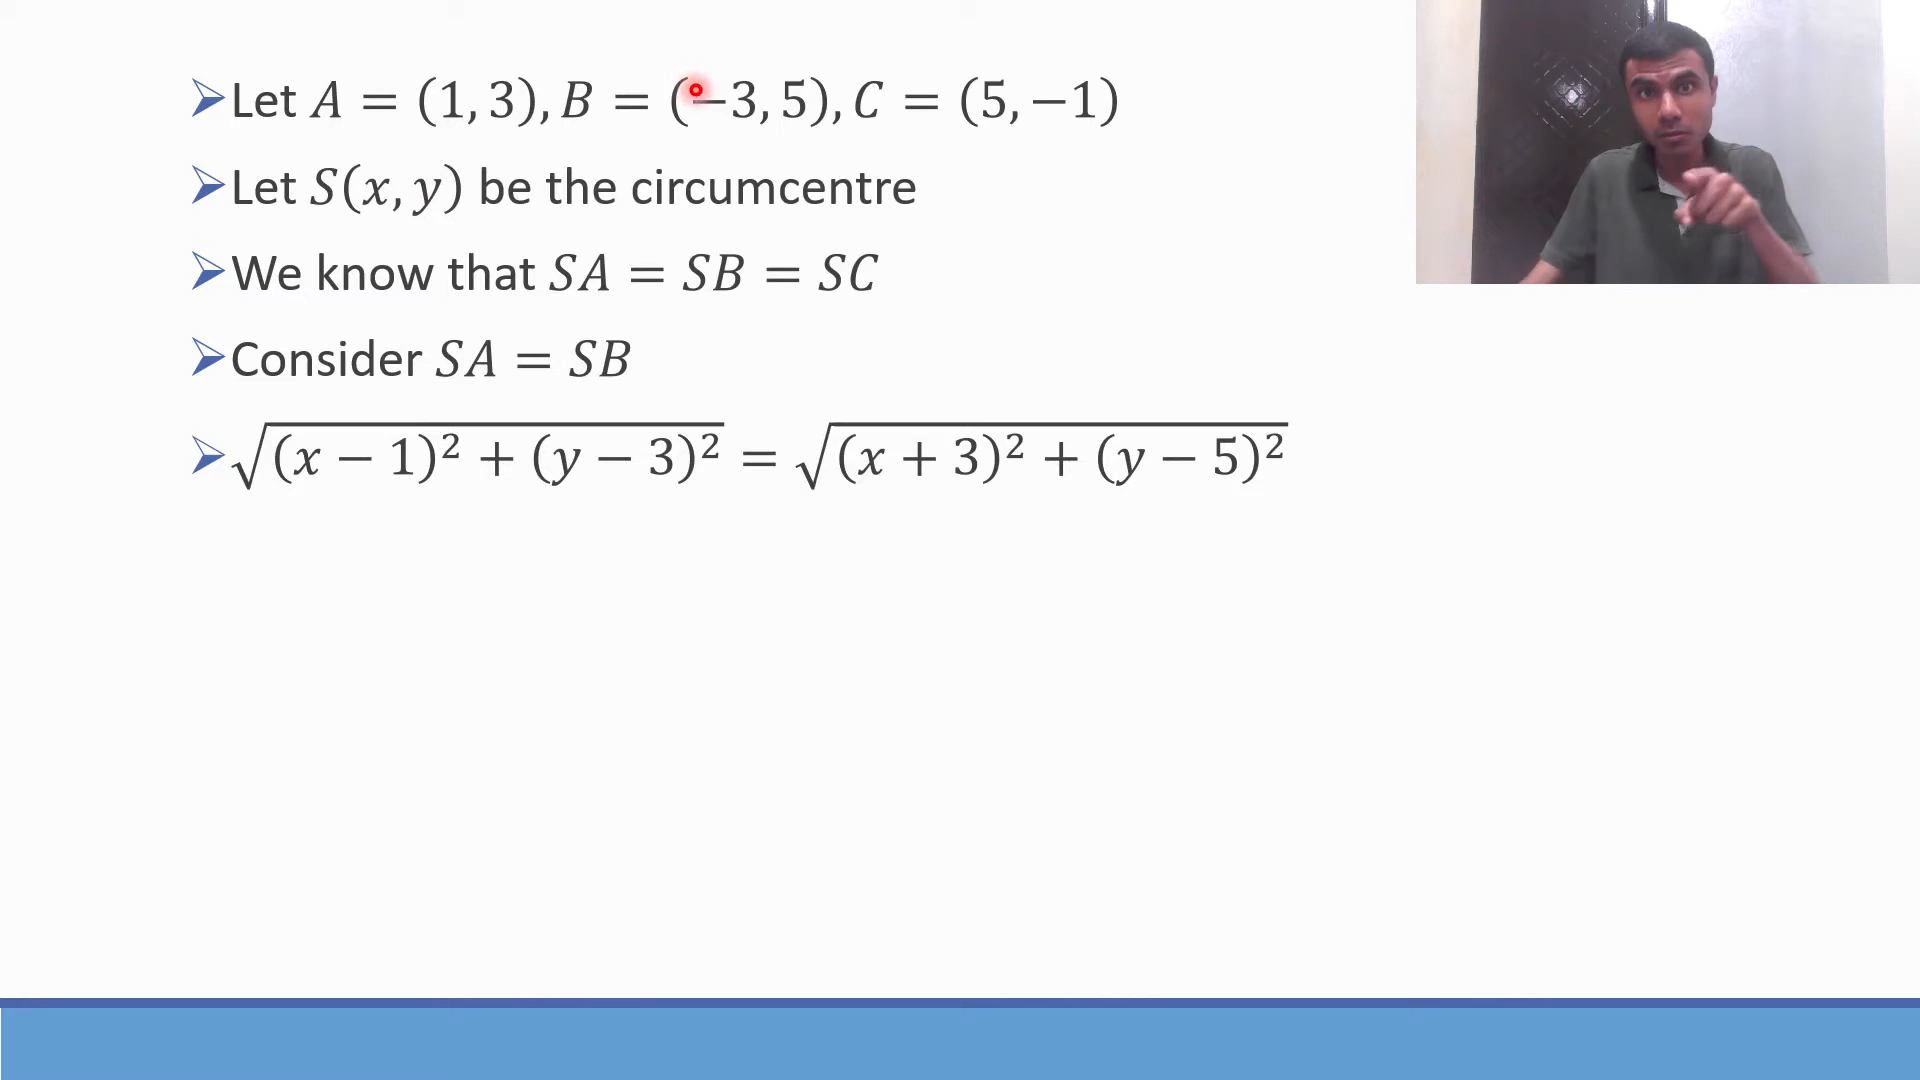 Let A = (1, 3), B = (−3, 5), C = (5, −1)
Let S(x, y) be the circumcentre
We know that SA = SB = SC
Consider SA = SB
√((x − 1)² + (y − 3)²) = √((x + 3)² + (y − 5)²)